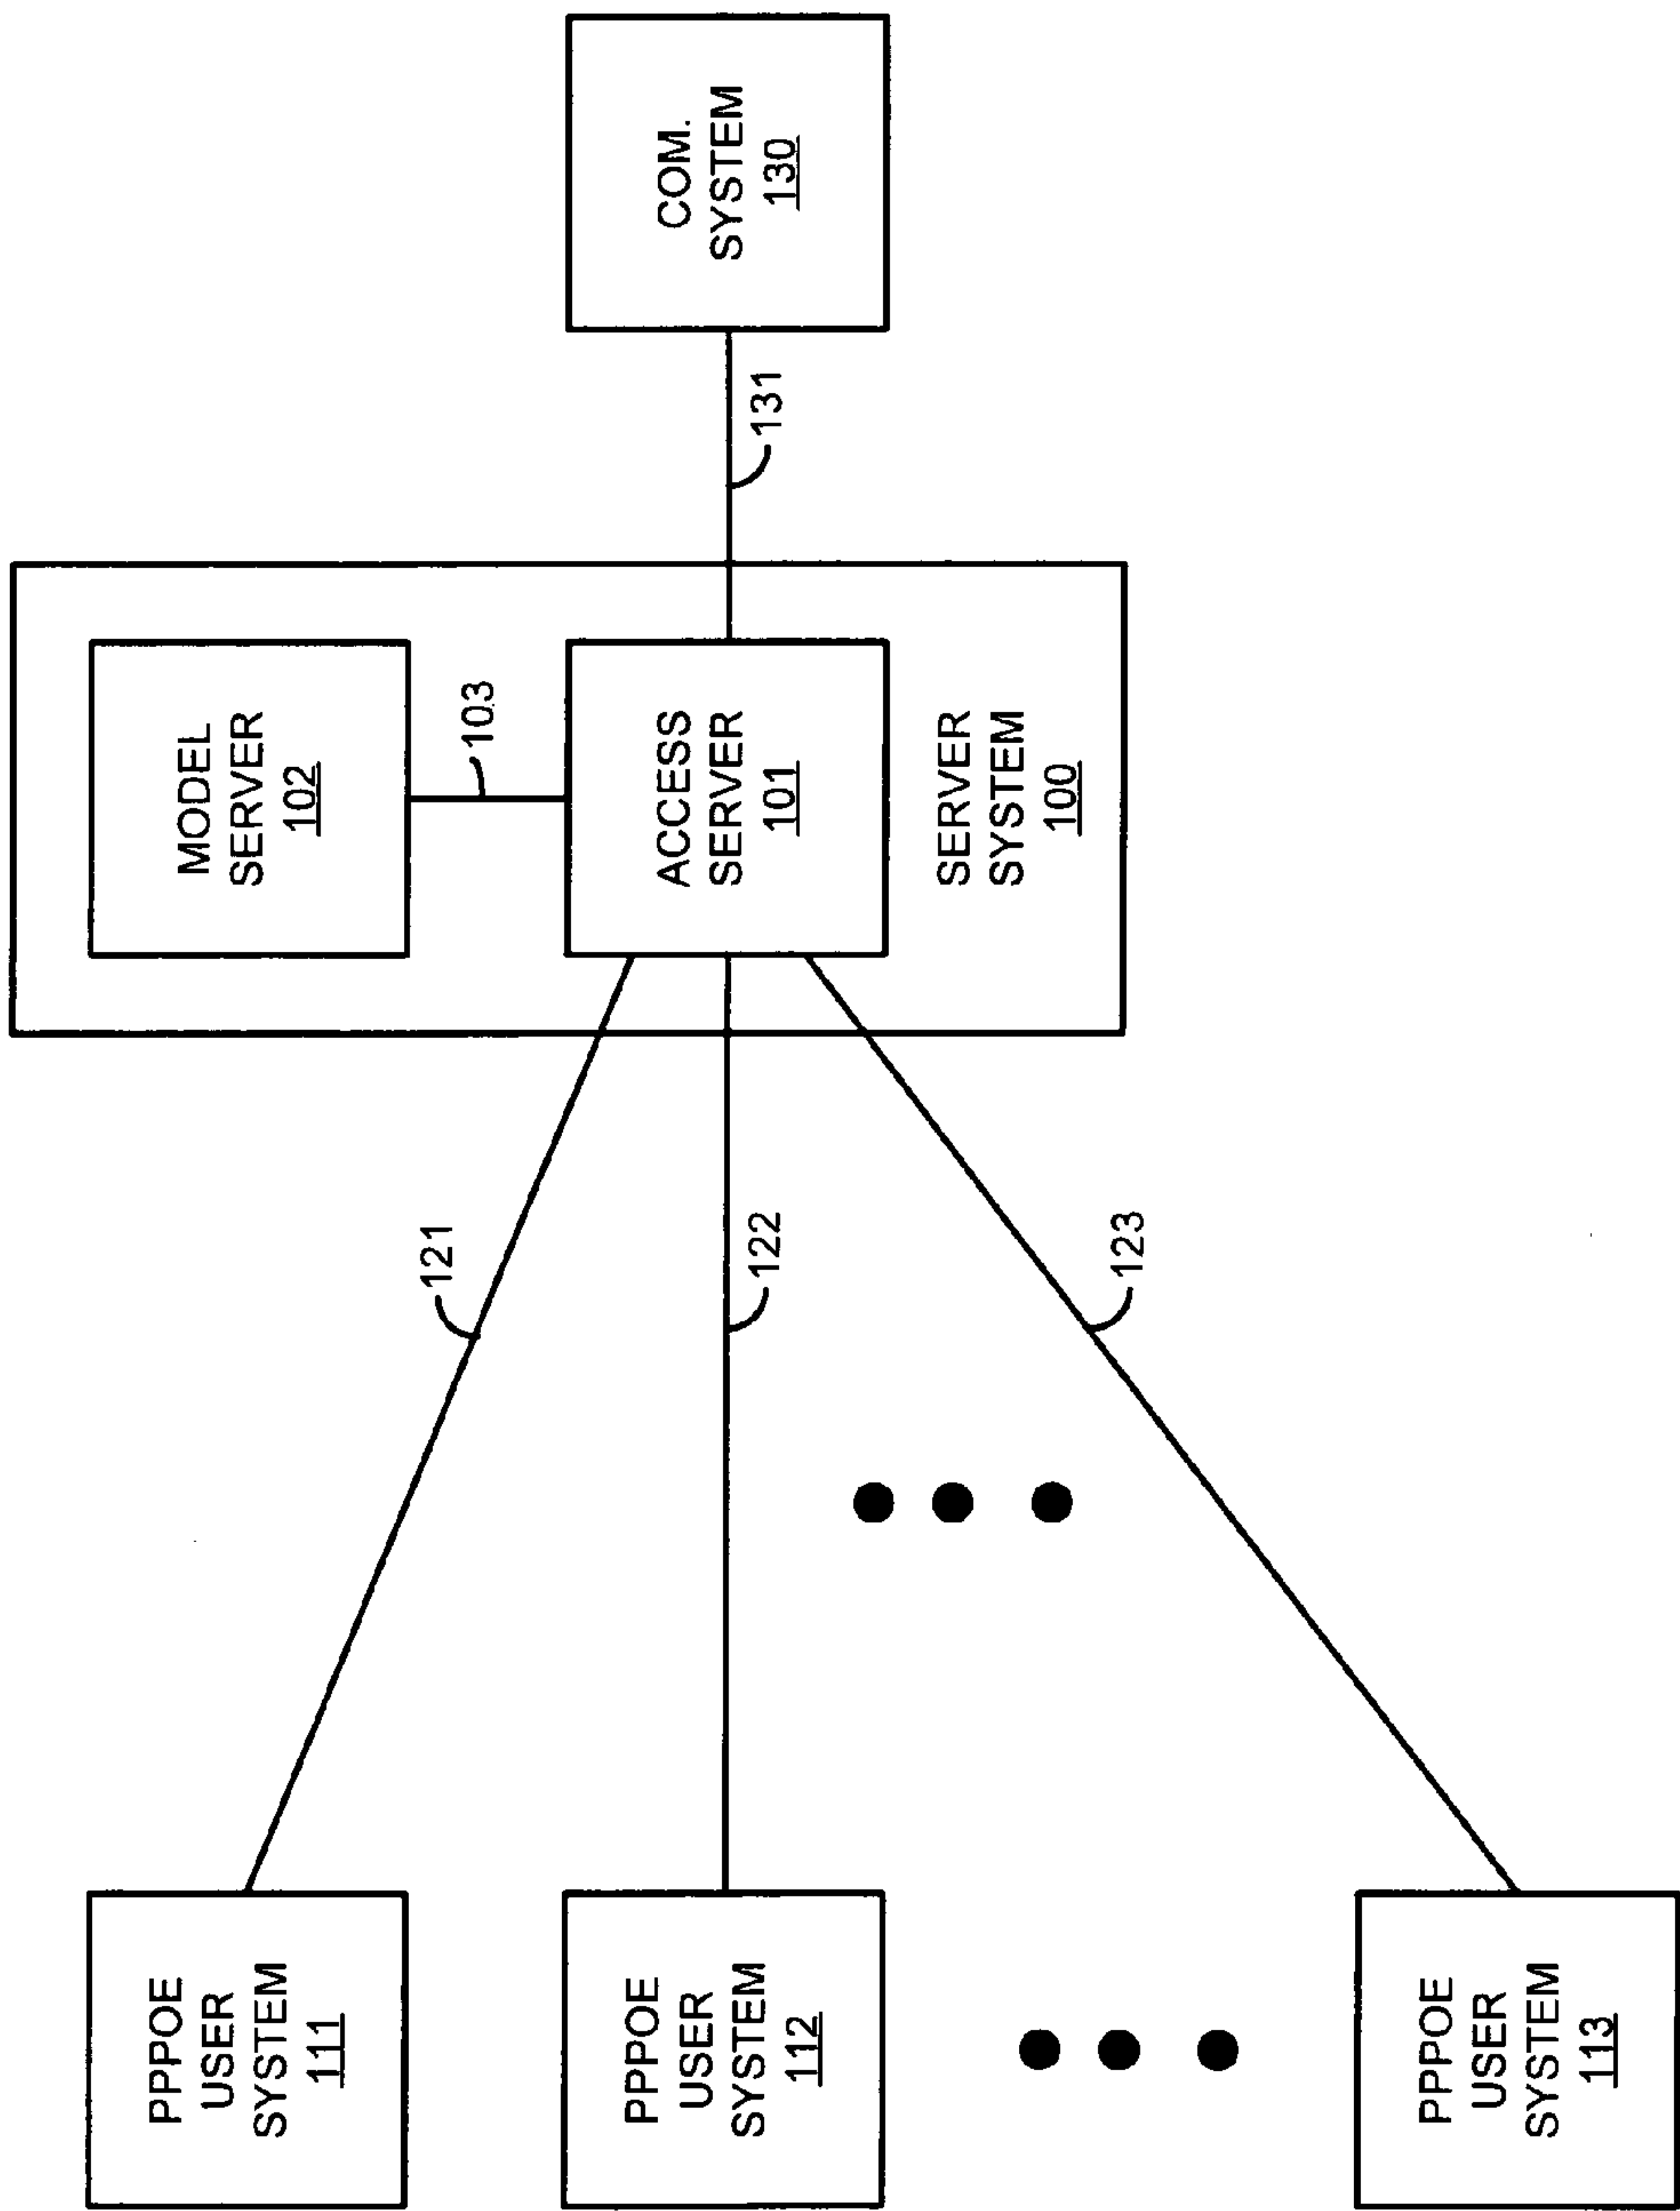 PPPOE
USER
SYSTEM
111
PPPOE
USER
SYSTEM
112
PPPOE
USER
SYSTEM
113
121
122
123
MODEL
SERVER
102
103
ACCESS
SERVER
101
SERVER
SYSTEM
100
131
COM.
SYSTEM
130